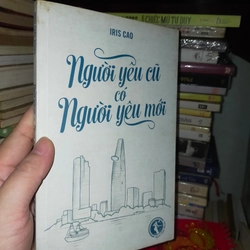 IRIS CAO
Người yêu cũ
có
Người yêu mới